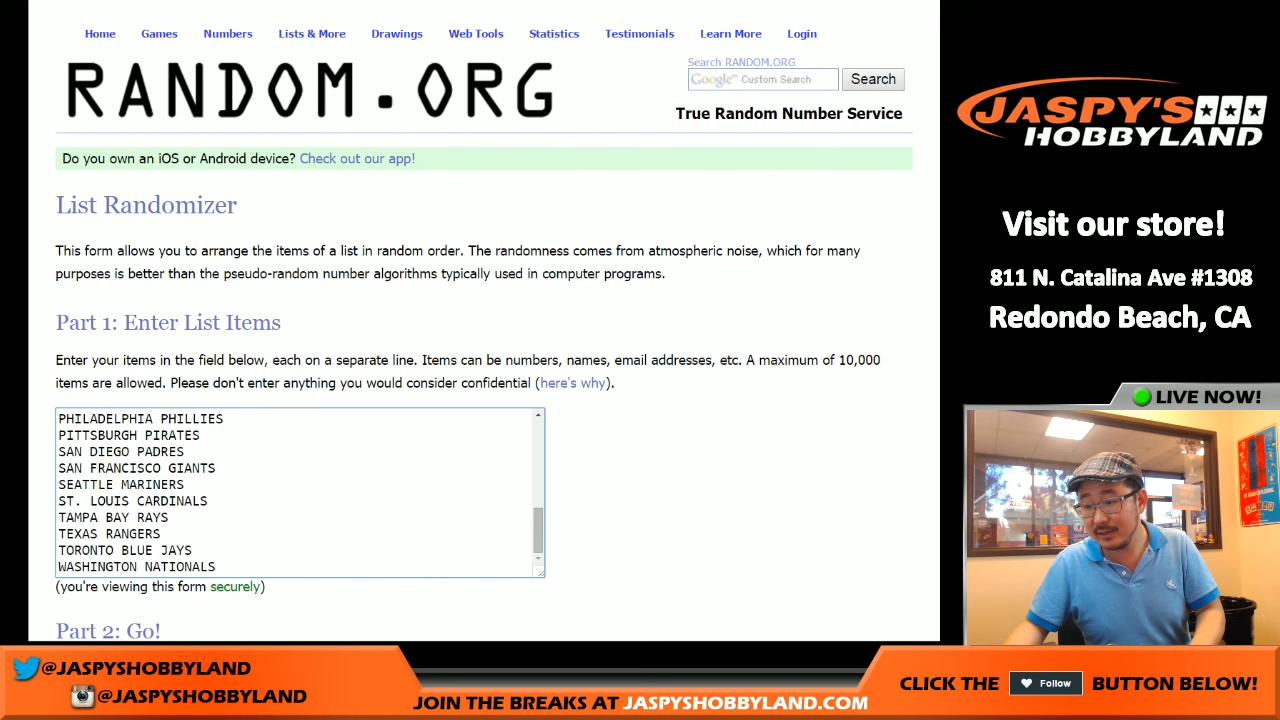 Home Games Numbers Lists & More Drawings Web Tools Statistics Testimonials Learn More Login
RANDOM.ORG
Search RANDOM.ORG
Google™ Custom Search Search
True Random Number Service
Do you own an iOS or Android device? Check out our app!
List Randomizer
This form allows you to arrange the items of a list in random order. The randomness comes from atmospheric noise, which for many
purposes is better than the pseudo-random number algorithms typically used in computer programs.
Part 1: Enter List Items
Enter your items in the field below, each on a separate line. Items can be numbers, names, email addresses, etc. A maximum of 10,000
items are allowed. Please don't enter anything you would consider confidential (here's why).
PHILADELPHIA PHILLIES
PITTSBURGH PIRATES
SAN DIEGO PADRES
SAN FRANCISCO GIANTS
SEATTLE MARINERS
ST. LOUIS CARDINALS
TAMPA BAY RAYS
TEXAS RANGERS
TORONTO BLUE JAYS
WASHINGTON NATIONALS
(you're viewing this form securely)
Part 2: Go!
JASPY'S
HOBBYLAND
Visit our store!
811 N. Catalina Ave #1308
Redondo Beach, CA
LIVE NOW!
@JASPYSHOBBYLAND
@JASPYSHOBBYLAND
JOIN THE BREAKS AT JASPYSHOBBYLAND.COM
CLICK THE Follow BUTTON BELOW!